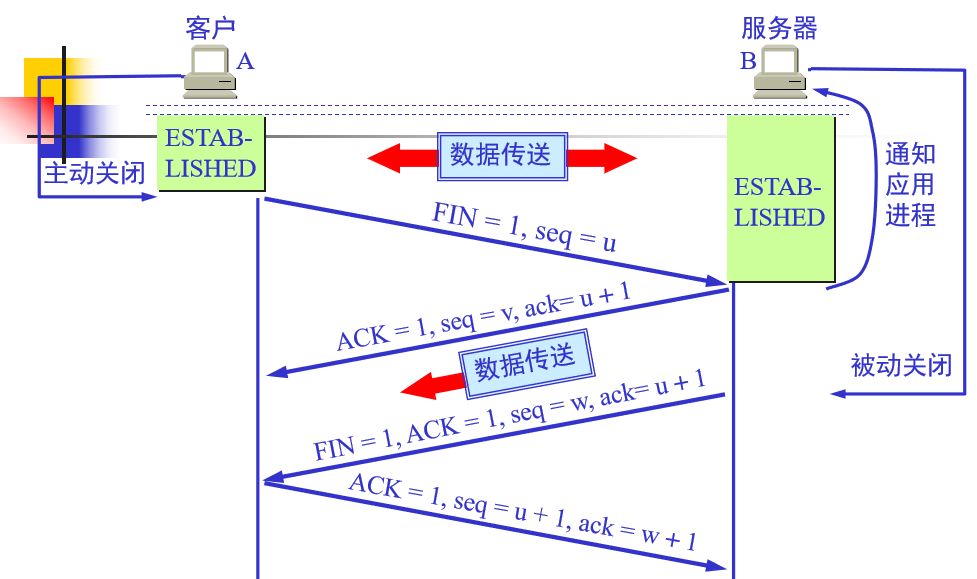 客户
A
服务器
B
ESTAB-
LISHED
数据传送
主动关闭
ESTAB-
LISHED
通知
应用
进程
FIN = 1, seq = u
ACK = 1, seq = v, ack= u + 1
数据传送
被动关闭
FIN = 1, ACK = 1, seq = w, ack= u + 1
ACK = 1, seq = u + 1, ack = w + 1